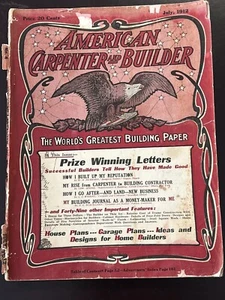 Price 20 Cents
July, 1912
AMERICAN
CARPENTER AND BUILDER
THE WORLD'S GREATEST BUILDING PAPER
In This Issue:
Prize Winning Letters
Successful Builders Tell How They Have Made Good
HOW I BUILT UP MY REPUTATION
MY RISE from CARPENTER to BUILDING CONTRACTOR
HOW I GO AFTER—AND LAND—NEW BUSINESS
MY BUILDING JOURNAL AS A MONEY-MAKER FOR ME
—and Forty-Nine other Important Features:
House Plans---Garage Plans---Ideas and
Designs for Home Builders